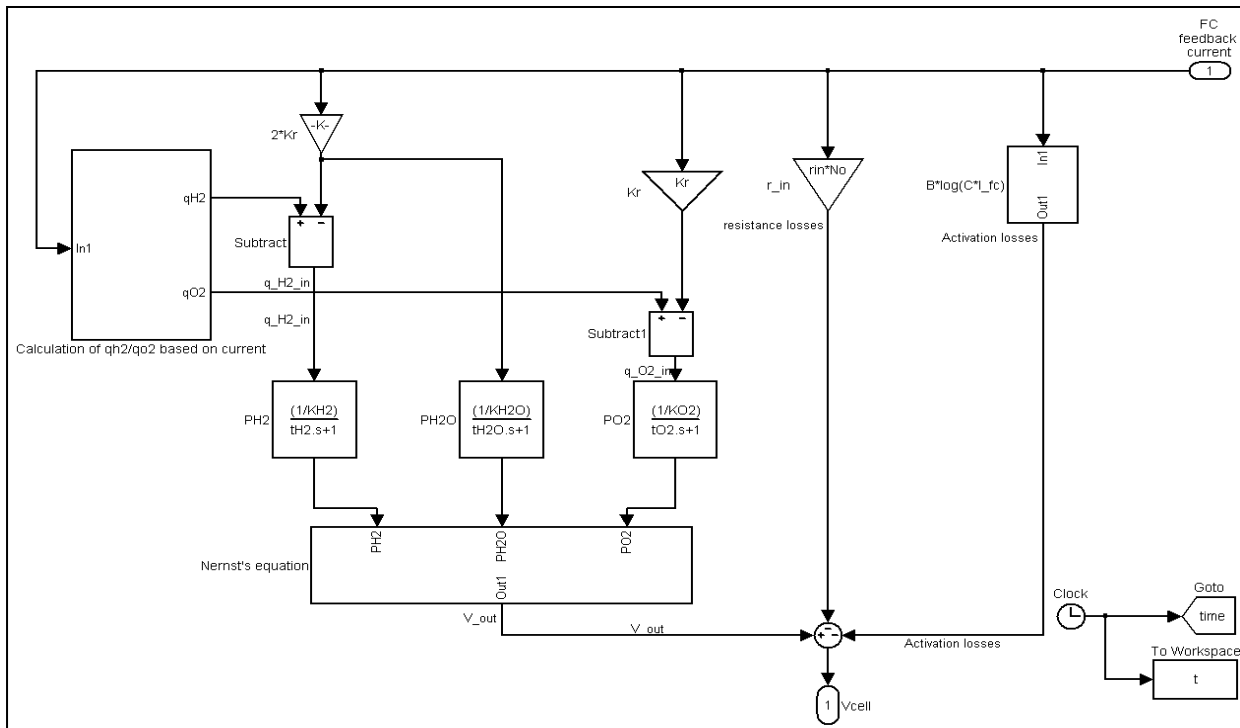 FC
feedback
current
1
-K-
2*Kr
Kr
Kr
rin*No
r_in
resistance losses
In1
Out1
B*log(C*I_fc)
Activation losses
In1
qH2
qO2
Calculation of qh2/qo2 based on current
+ −
Subtract
q_H2_in
q_H2_in
+ −
Subtract1
q_O2_in
PH2
(1/KH2)
tH2.s+1
PH2O
(1/KH2O)
tH2O.s+1
PO2
(1/KO2)
tO2.s+1
PH2
PH2O
PO2
Out1
Nernst's equation
V_out
V_out
+ − −
Activation losses
1
Vcell
Clock
Goto
time
To Workspace
t